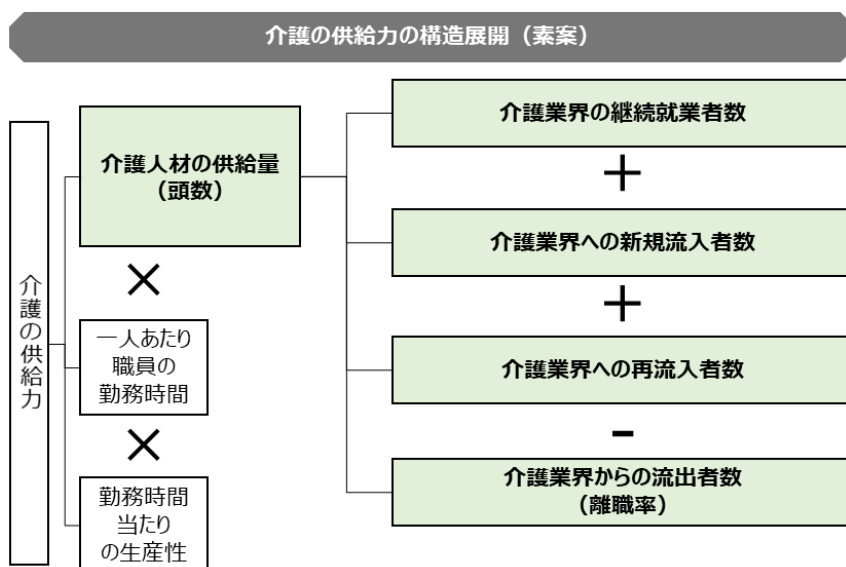 介護の供給力の構造展開（素案）
介護の供給力
介護人材の供給量
（頭数）
×
一人あたり
職員の
勤務時間
×
勤務時間
当たり
の生産性
介護業界の継続就業者数
＋
介護業界への新規流入者数
＋
介護業界への再流入者数
－
介護業界からの流出者数
（離職率）